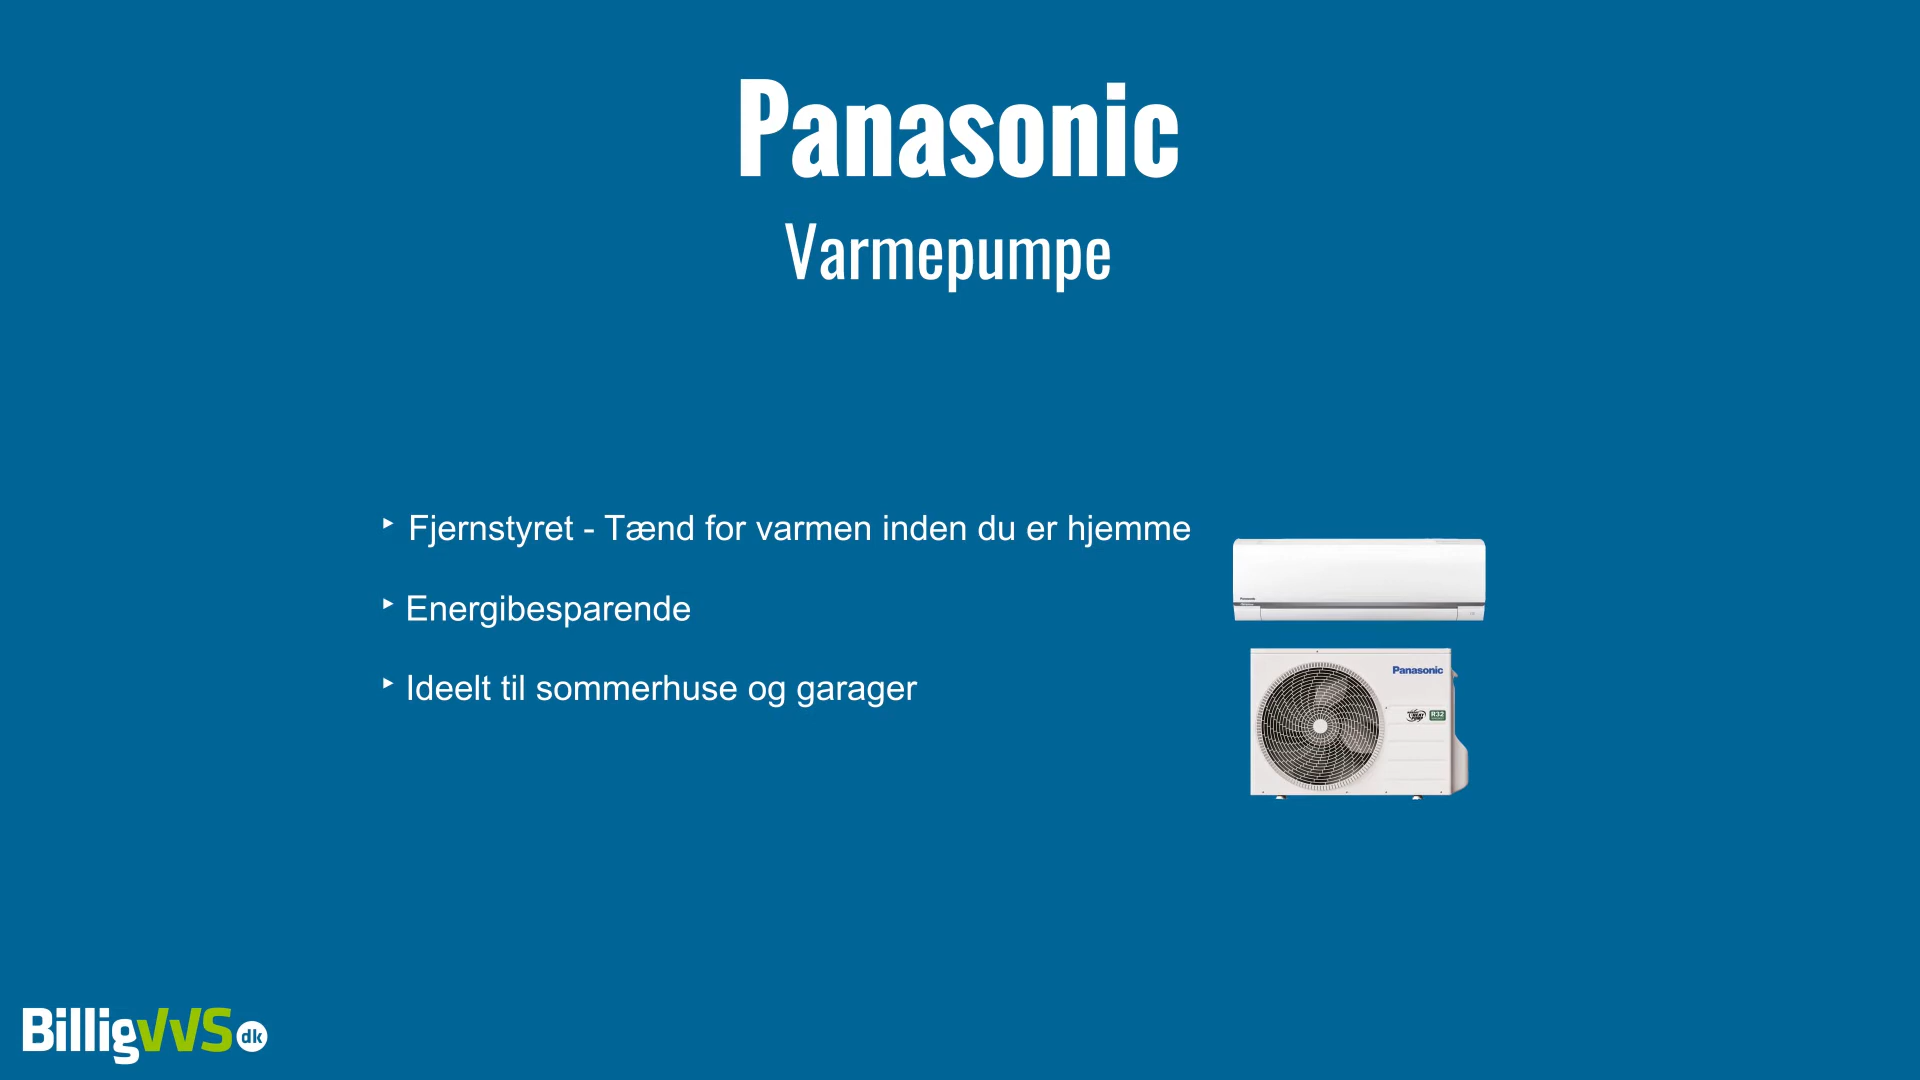 Panasonic
Varmepumpe
‣ Fjernstyret - Tænd for varmen inden du er hjemme
‣ Energibesparende
‣ Ideelt til sommerhuse og garager
Panasonic
Panasonic
R32
BilligVVS dk